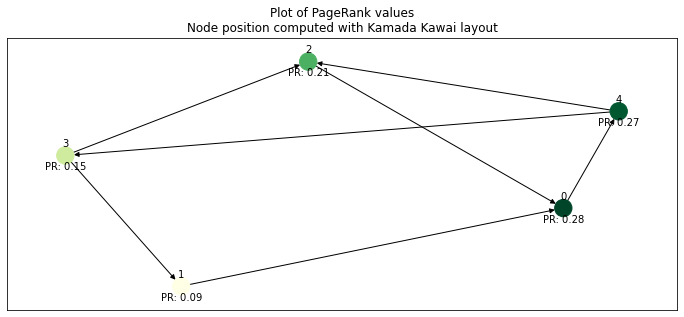 Plot of PageRank values
Node position computed with Kamada Kawai layout
2
PR: 0.21
4
PR: 0.27
3
PR: 0.15
0
PR: 0.28
1
PR: 0.09